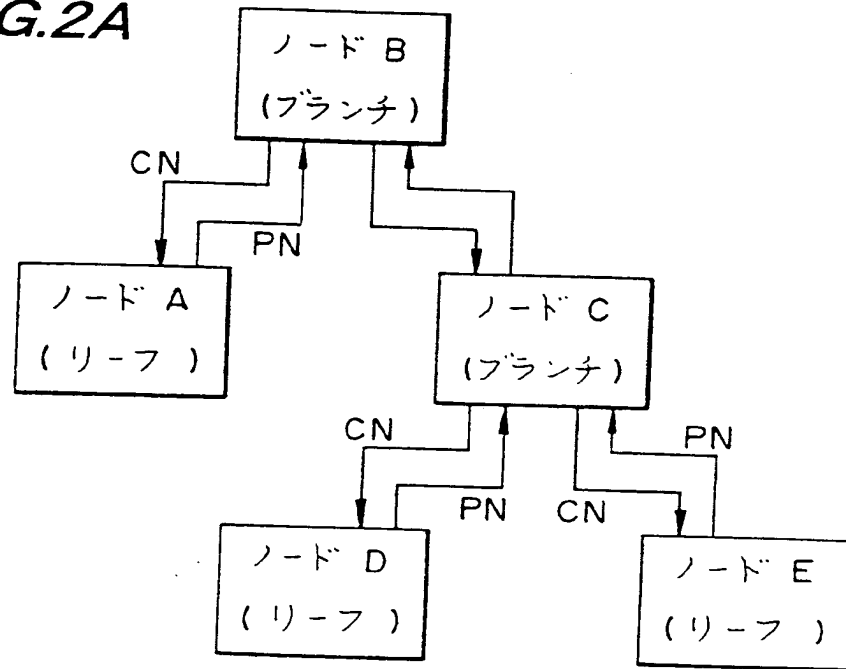 G.2A
ノード B
(ブランチ)
CN
PN
ノード A
(リーフ)
ノード C
(ブランチ)
CN
PN
CN
PN
ノード D
(リーフ)
ノード E
(リーフ)